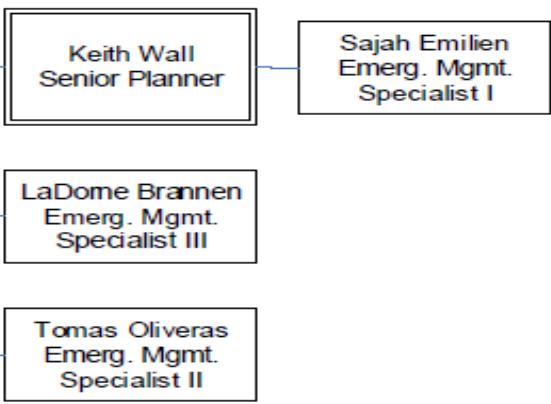 Keith Wall
Senior Planner
Sajah Emilien
Emerg. Mgmt.
Specialist I
LaDorne Brannen
Emerg. Mgmt.
Specialist III
Tomas Oliveras
Emerg. Mgmt.
Specialist II